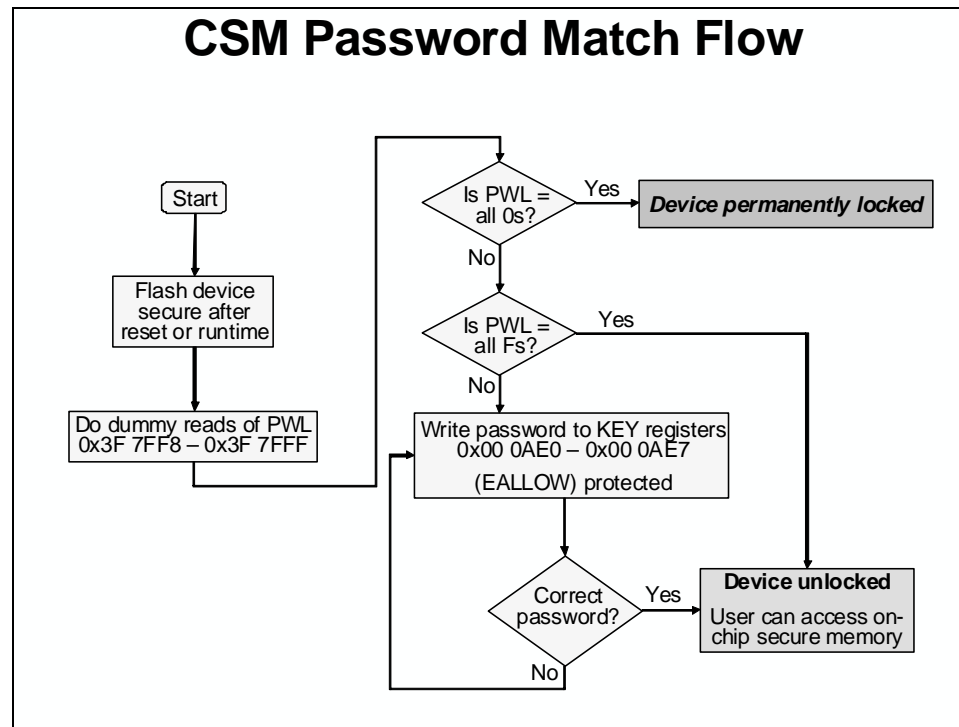 CSM Password Match Flow
Start
Flash device
secure after
reset or runtime
Do dummy reads of PWL
0x3F 7FF8 – 0x3F 7FFF
Is PWL =
all 0s?
Yes
Device permanently locked
No
Is PWL =
all Fs?
Yes
No
Write password to KEY registers
0x00 0AE0 – 0x00 0AE7
(EALLOW) protected
Correct
password?
Yes
No
Device unlocked
User can access on-
chip secure memory